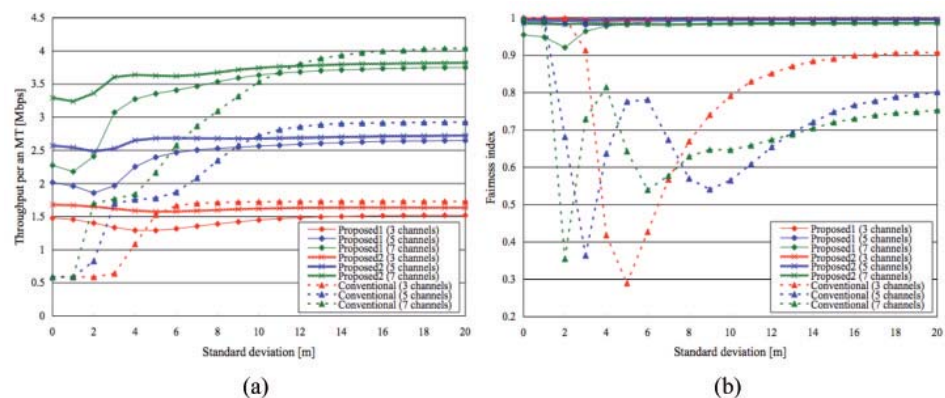 4.5
4
3.5
3
2.5
2
1.5
1
0.5
0
Throughput per an MT [Mbps]
Proposed1 (3 channels)
Proposed1 (5 channels)
Proposed1 (7 channels)
Proposed2 (3 channels)
Proposed2 (5 channels)
Proposed2 (7 channels)
Conventional (3 channels)
Conventional (5 channels)
Conventional (7 channels)
0 2 4 6 8 10 12 14 16 18 20
Standard deviation [m]
(a)
1
0.9
0.8
0.7
0.6
0.5
0.4
0.3
0.2
Fairness index
Proposed1 (3 channels)
Proposed1 (5 channels)
Proposed1 (7 channels)
Proposed2 (3 channels)
Proposed2 (5 channels)
Proposed2 (7 channels)
Conventional (3 channels)
Conventional (5 channels)
Conventional (7 channels)
0 2 4 6 8 10 12 14 16 18 20
Standard deviation [m]
(b)